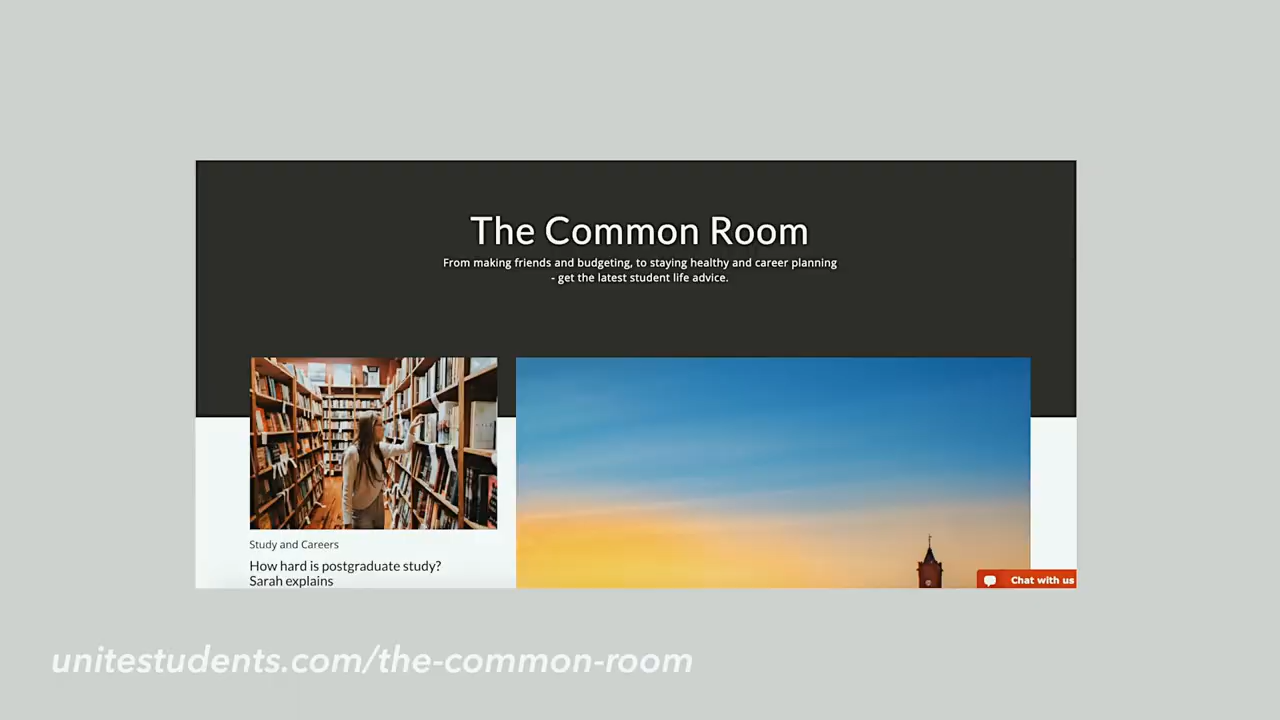 The Common Room
From making friends and budgeting, to staying healthy and career planning
- get the latest student life advice.
Study and Careers
How hard is postgraduate study?
Sarah explains
Chat with us
unitestudents.com/the-common-room